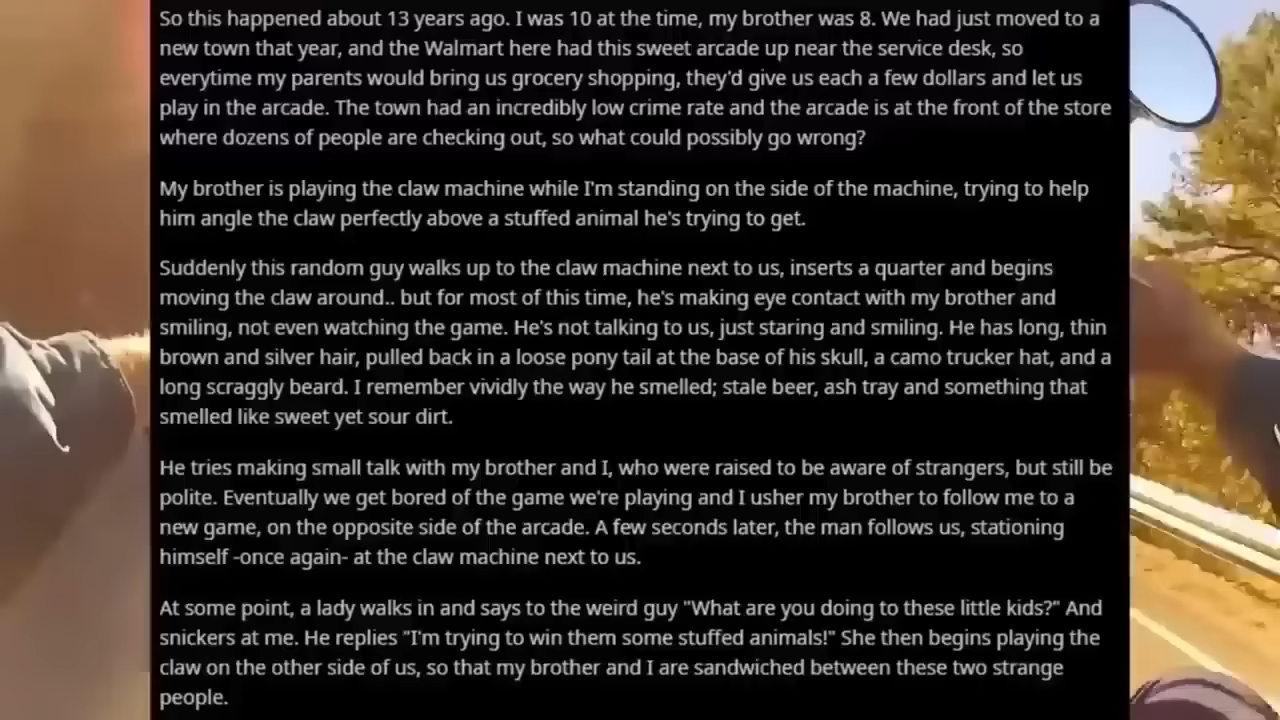 So this happened about 13 years ago. I was 10 at the time, my brother was 8. We had just moved to a
new town that year, and the Walmart here had this sweet arcade up near the service desk, so
everytime my parents would bring us grocery shopping, they'd give us each a few dollars and let us
play in the arcade. The town had an incredibly low crime rate and the arcade is at the front of the store
where dozens of people are checking out, so what could possibly go wrong?
My brother is playing the claw machine while I'm standing on the side of the machine, trying to help
him angle the claw perfectly above a stuffed animal he's trying to get.
Suddenly this random guy walks up to the claw machine next to us, inserts a quarter and begins
moving the claw around.. but for most of this time, he's making eye contact with my brother and
smiling, not even watching the game. He's not talking to us, just staring and smiling. He has long, thin
brown and silver hair, pulled back in a loose pony tail at the base of his skull, a camo trucker hat, and a
long scraggly beard. I remember vividly the way he smelled; stale beer, ash tray and something that
smelled like sweet yet sour dirt.
He tries making small talk with my brother and I, who were raised to be aware of strangers, but still be
polite. Eventually we get bored of the game we're playing and I usher my brother to follow me to a
new game, on the opposite side of the arcade. A few seconds later, the man follows us, stationing
himself -once again- at the claw machine next to us.
At some point, a lady walks in and says to the weird guy "What are you doing to these little kids?" And
snickers at me. He replies "I'm trying to win them some stuffed animals!" She then begins playing the
claw on the other side of us, so that my brother and I are sandwiched between these two strange
people.